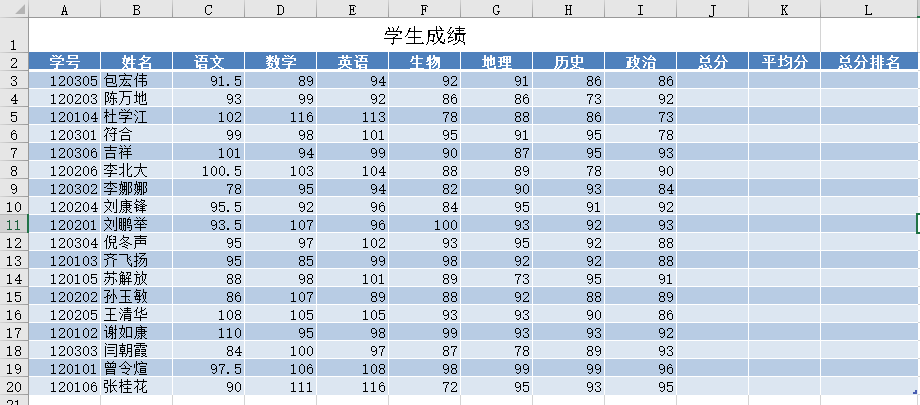 A B C D E F G H I J K L
1 学生成绩
2 学号 姓名 语文 数学 英语 生物 地理 历史 政治 总分 平均分 总分排名
3 120305 包宏伟 91.5 89 94 92 91 86 86
4 120203 陈万地 93 99 92 86 86 73 92
5 120104 杜学江 102 116 113 78 88 86 73
6 120301 符合 99 98 101 95 91 95 78
7 120306 吉祥 101 94 99 90 87 95 93
8 120206 李北大 100.5 103 104 88 89 78 90
9 120302 李娜娜 78 95 94 82 90 93 84
10 120204 刘康锋 95.5 92 96 84 95 91 92
11 120201 刘鹏举 93.5 107 96 100 93 92 93
12 120304 倪冬声 95 97 102 93 95 92 88
13 120103 齐飞扬 95 85 99 98 92 92 88
14 120105 苏解放 88 98 101 89 73 95 91
15 120202 孙玉敏 86 107 89 88 92 88 89
16 120205 王清华 108 105 105 93 93 90 86
17 120102 谢如康 110 95 98 99 93 93 92
18 120303 闫朝霞 84 100 97 87 78 89 93
19 120101 曾令煊 97.5 106 108 98 99 99 96
20 120106 张桂花 90 111 116 72 95 93 95